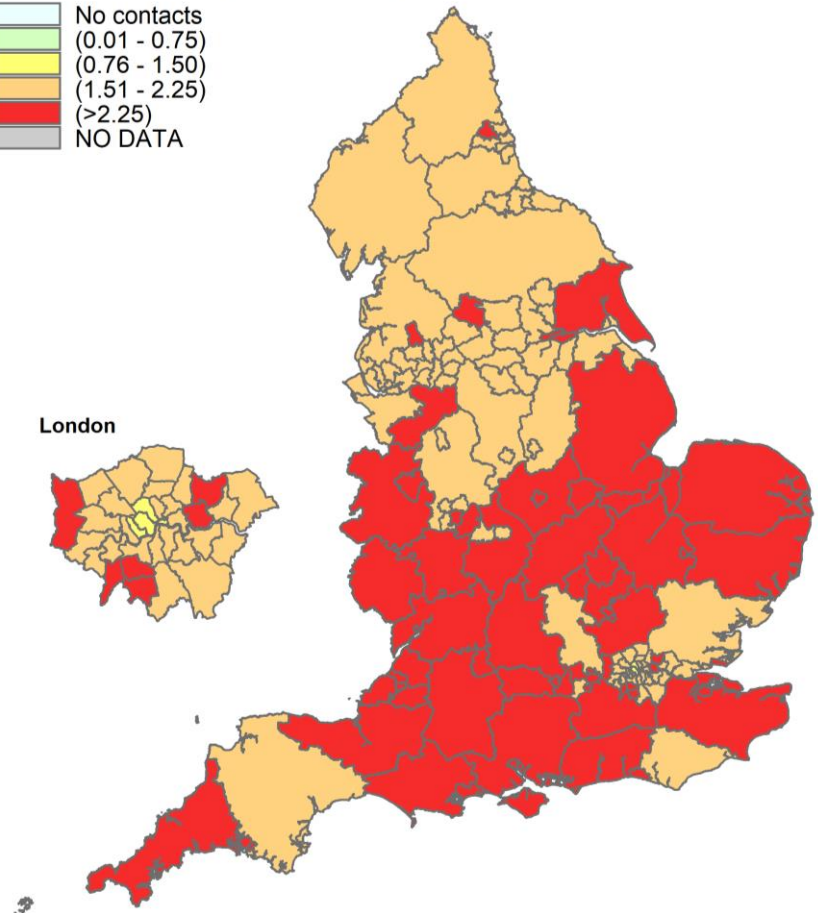 No contacts
(0.01 - 0.75)
(0.76 - 1.50)
(1.51 - 2.25)
(>2.25)
NO DATA
London